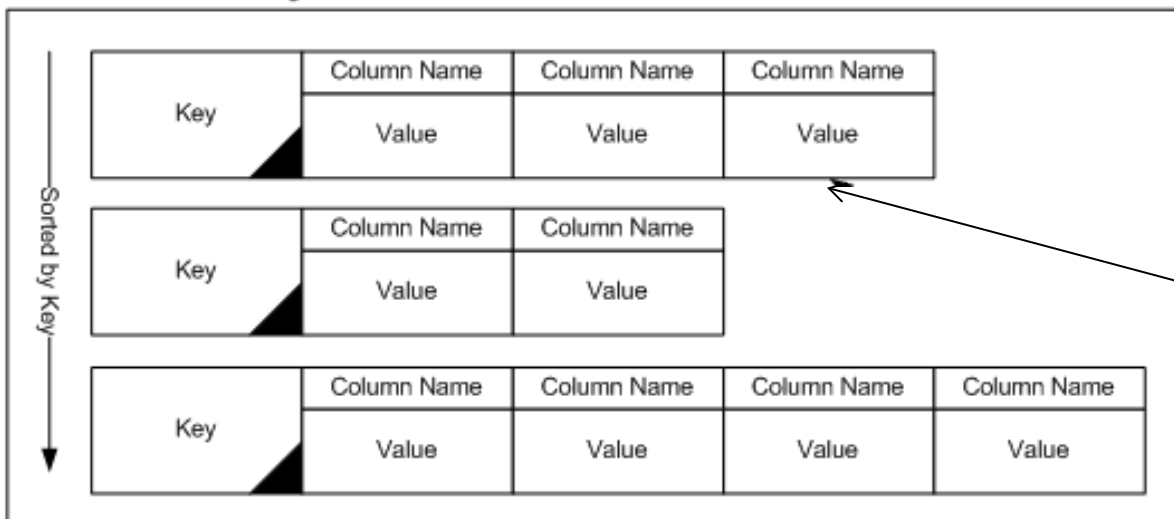 Sorted by Key
Key
Column Name Column Name Column Name
Value Value Value
Key
Column Name Column Name
Value Value
Key
Column Name Column Name Column Name Column Name
Value Value Value Value